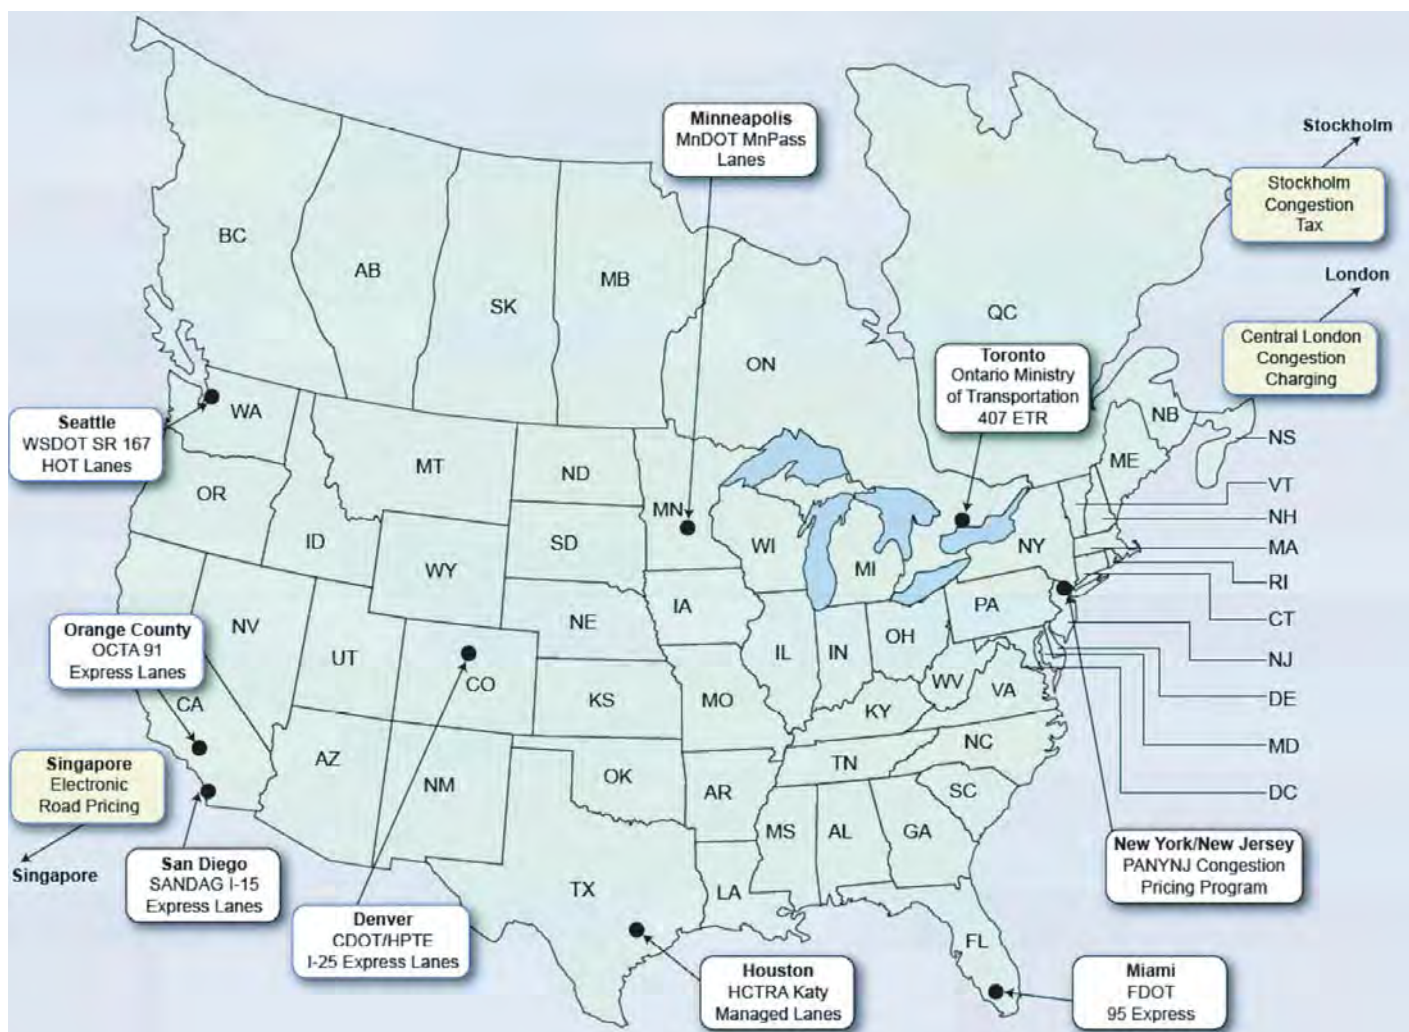 Minneapolis
MnDOT MnPass
Lanes
Stockholm
Stockholm
Congestion
Tax
London
Central London
Congestion
Charging
BC
AB
SK
MB
ON
QC
Toronto
Ontario Ministry
of Transportation
407 ETR
NB
NS
Seattle
WSDOT SR 167
HOT Lanes
WA
MT
ND
MN
ME
VT
NH
OR
ID
WY
SD
WI
MI
NY
MA
RI
CT
Orange County
OCTA 91
Express Lanes
NV
UT
CO
NE
IA
IL
IN
OH
PA
NJ
DE
MD
DC
CA
KS
MO
WV
VA
KY
Singapore
Electronic
Road Pricing
Singapore
AZ
NM
OK
AR
TN
NC
SC
MS
AL
GA
San Diego
SANDAG I-15
Express Lanes
Denver
CDOT/HPTE
I-25 Express Lanes
TX
LA
FL
New York/New Jersey
PANYNJ Congestion
Pricing Program
Houston
HCTRA Katy
Managed Lanes
Miami
FDOT
95 Express